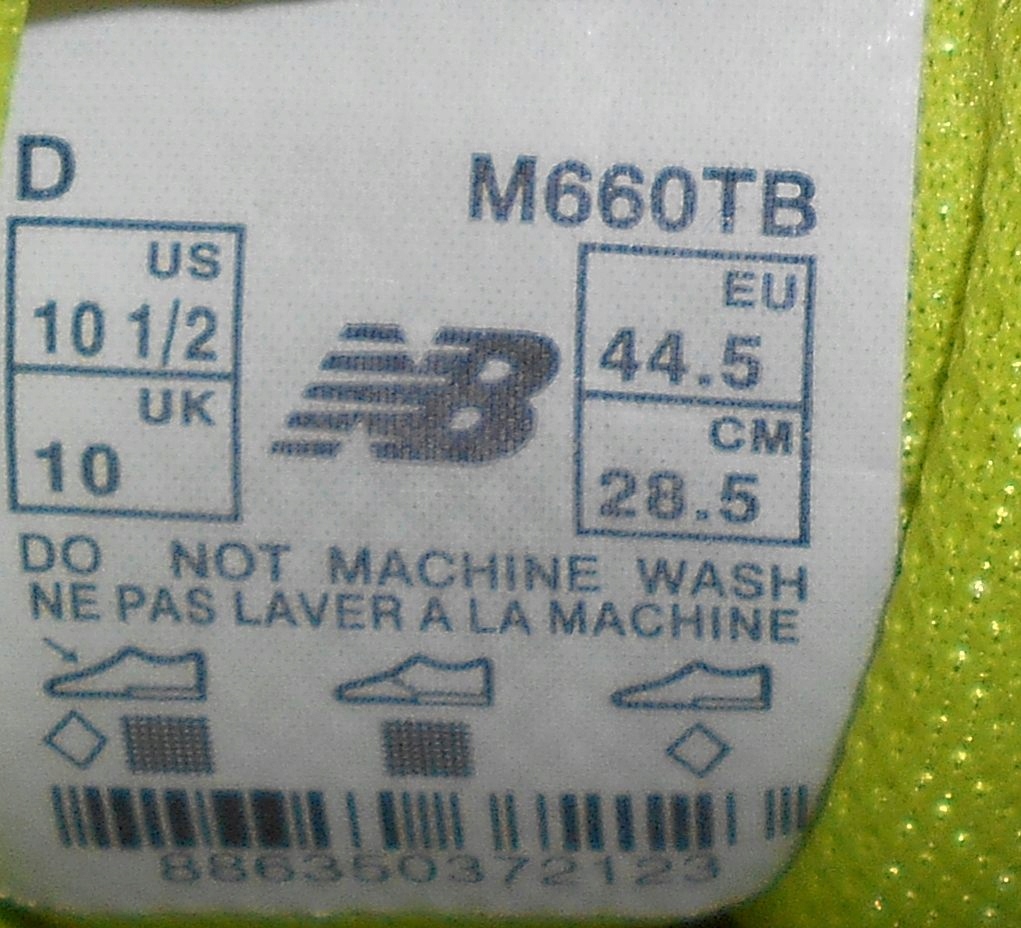 D
M660TB
US
10 1/2
UK
10
NB
EU
44.5
CM
28.5
DO NOT MACHINE WASH
NE PAS LAVER A LA MACHINE
886350372123